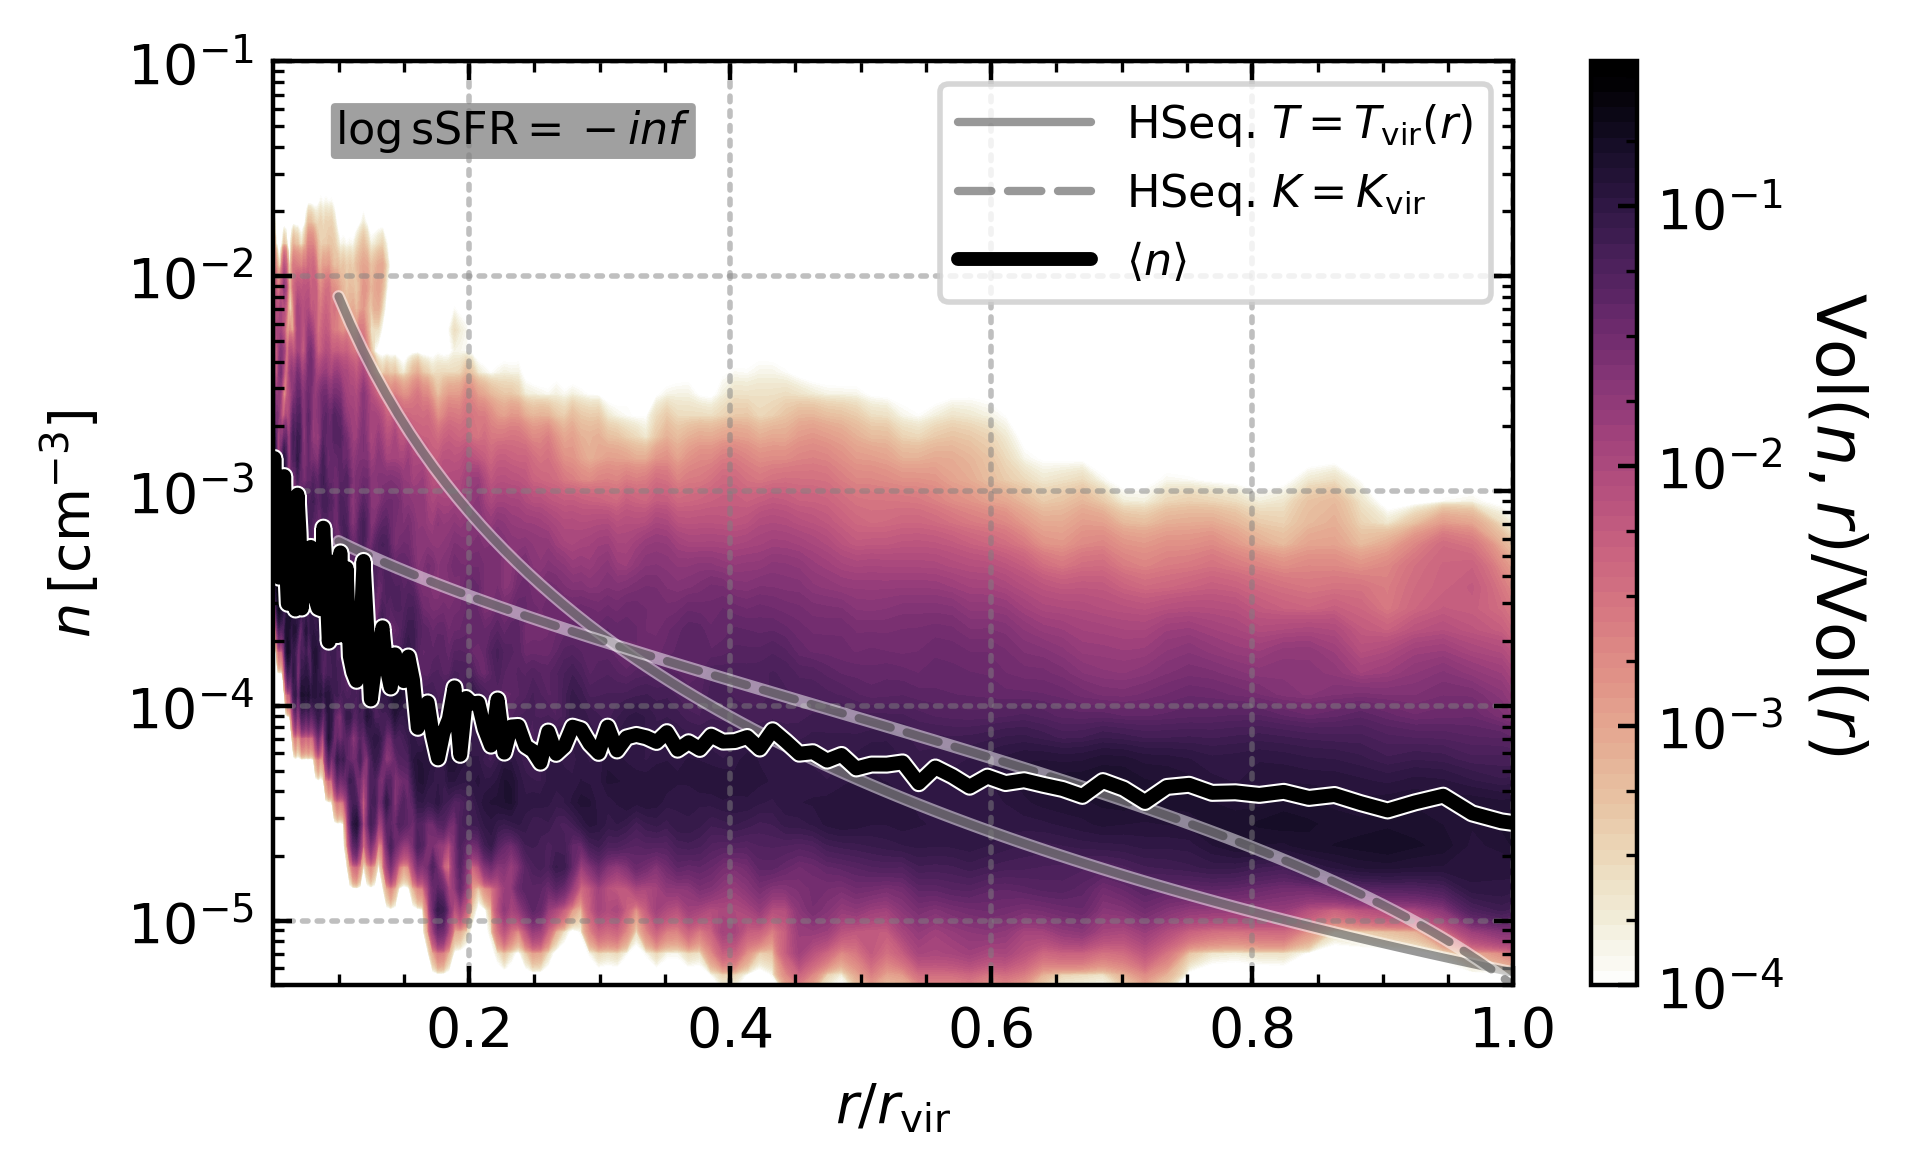 log sSFR = −inf
HSeq. T = T_vir(r)
HSeq. K = K_vir
⟨n⟩
10⁻¹
10⁻²
10⁻³
10⁻⁴
10⁻⁵
n [cm⁻³]
0.2 0.4 0.6 0.8 1.0
r/r_vir
10⁻¹
10⁻²
10⁻³
10⁻⁴
Vol(n, r)/Vol(r)